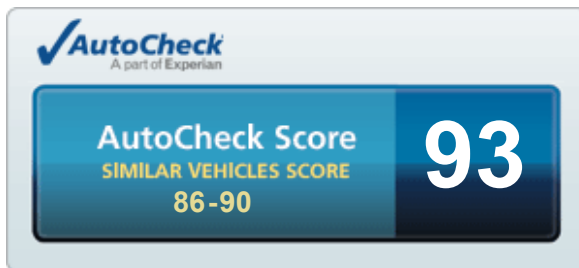 AutoCheck
A part of Experian
AutoCheck Score
SIMILAR VEHICLES SCORE
86-90
93